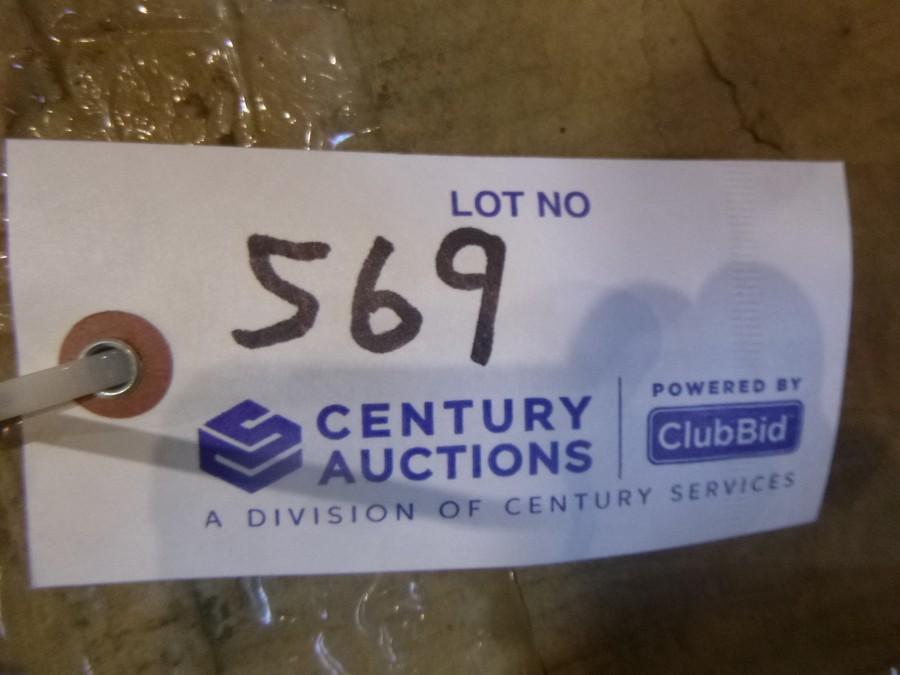 LOT NO
569
CENTURY
AUCTIONS
A DIVISION OF CENTURY SERVICES
POWERED BY
ClubBid